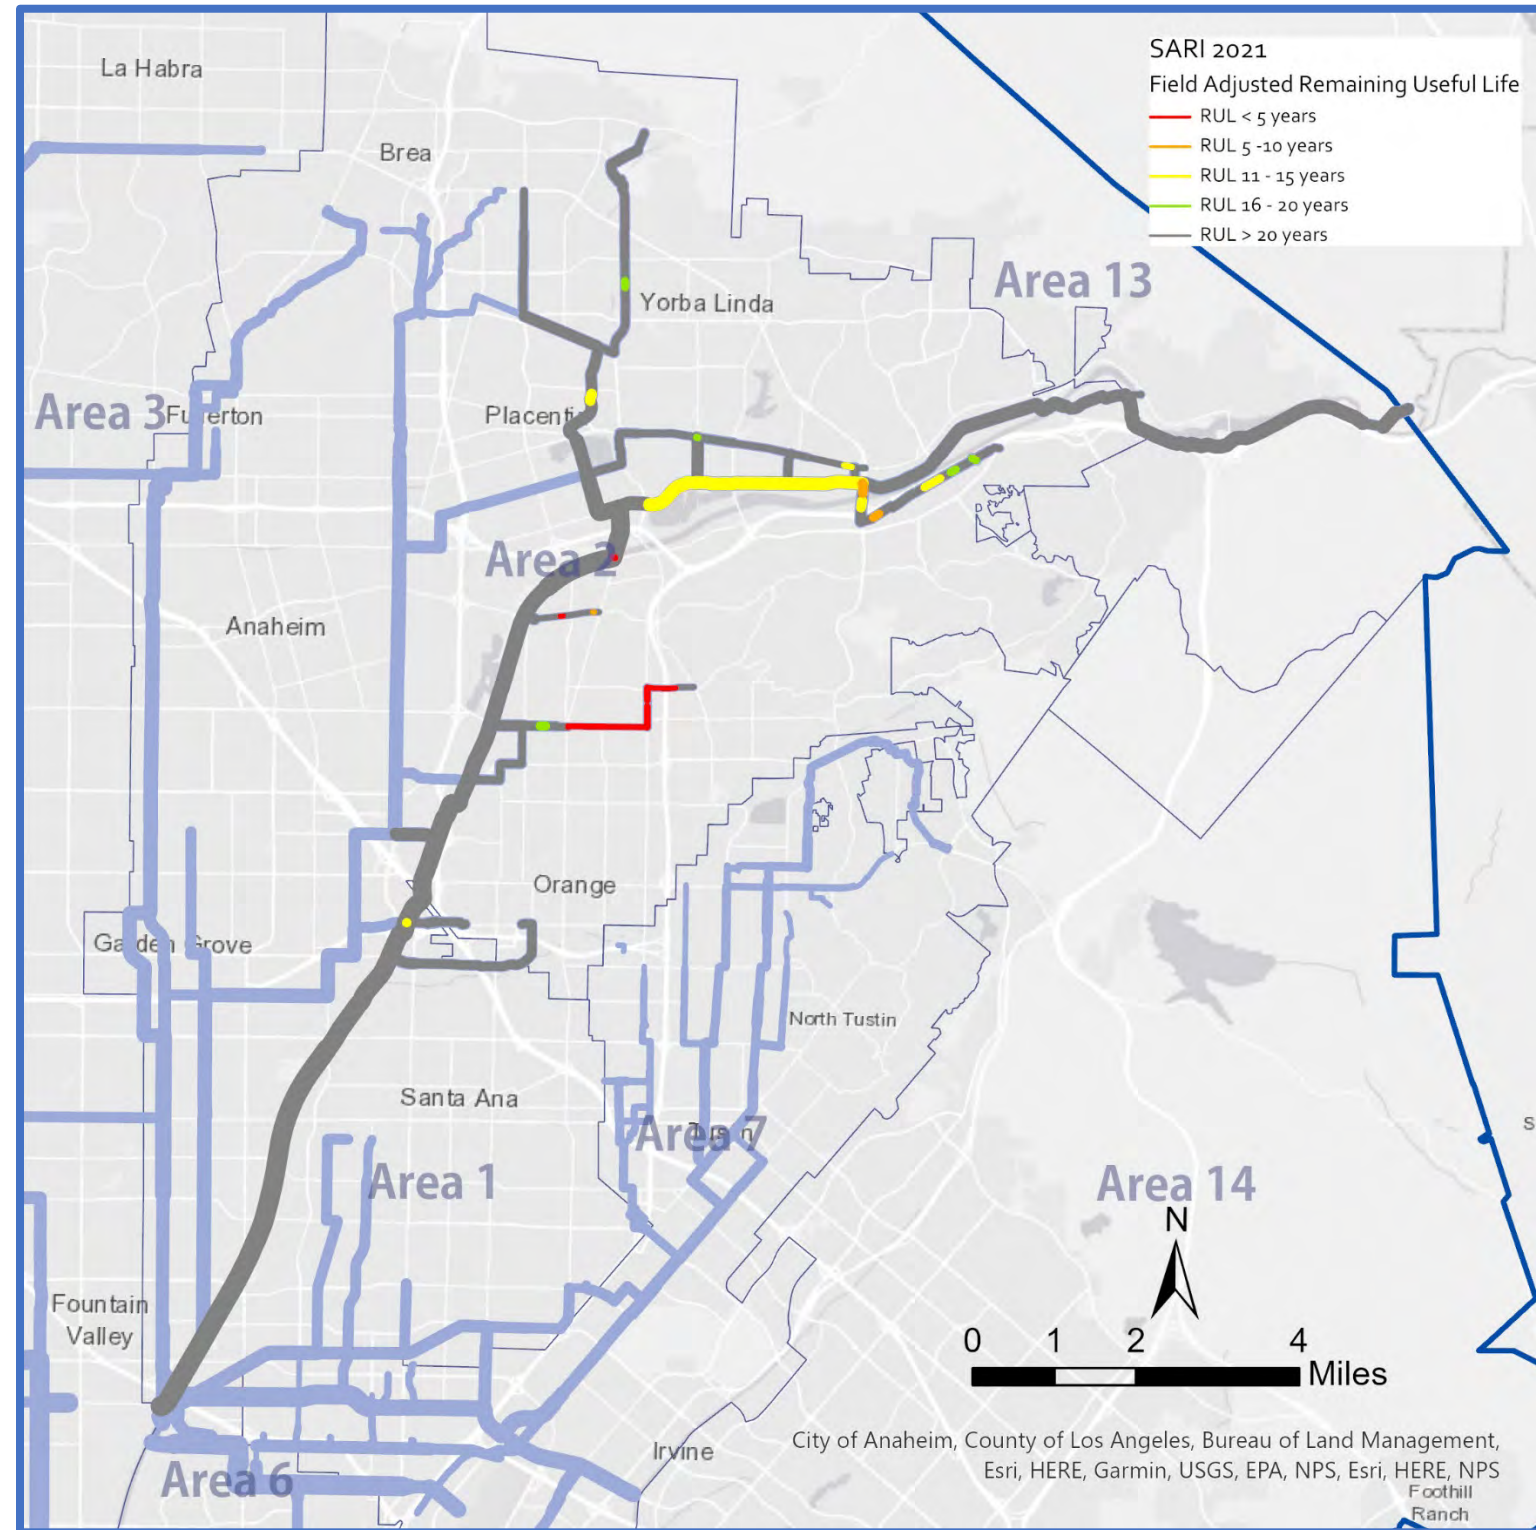 SARI 2021
Field Adjusted Remaining Useful Life
RUL < 5 years
RUL 5 -10 years
RUL 11 - 15 years
RUL 16 - 20 years
RUL > 20 years
La Habra
Brea
Area 13
Yorba Linda
Area 3
Placenti
Area 2
Anaheim
Orange
North Tustin
Santa Ana
Area 7
Area 1
Area 14
N
Fountain
Valley
0 1 2 4
Miles
Irvine
City of Anaheim, County of Los Angeles, Bureau of Land Management,
Esri, HERE, Garmin, USGS, EPA, NPS, Esri, HERE, NPS
Area 6
Foothill
Ranch